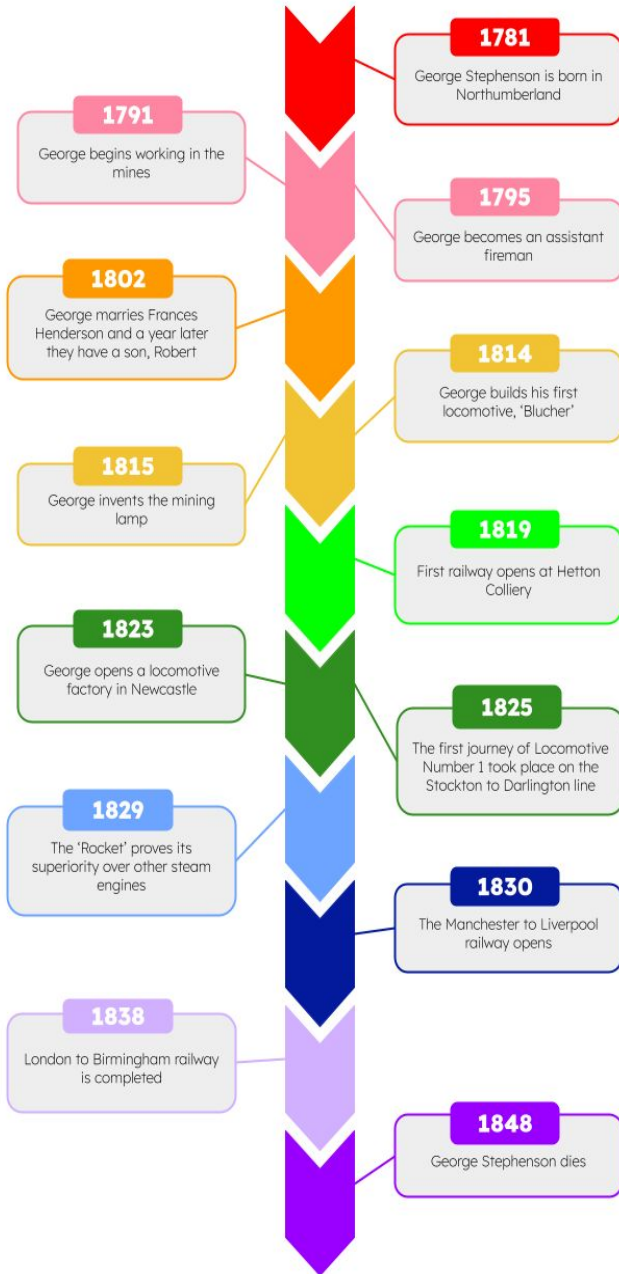 1781
George Stephenson is born in
Northumberland
1791
George begins working in the
mines
1795
George becomes an assistant
fireman
1802
George marries Frances
Henderson and a year later
they have a son, Robert
1814
George builds his first
locomotive, ‘Blucher’
1815
George invents the mining
lamp
1819
First railway opens at Hetton
Colliery
1823
George opens a locomotive
factory in Newcastle
1825
The first journey of Locomotive
Number 1 took place on the
Stockton to Darlington line
1829
The ‘Rocket’ proves its
superiority over other steam
engines
1830
The Manchester to Liverpool
railway opens
1838
London to Birmingham railway
is completed
1848
George Stephenson dies